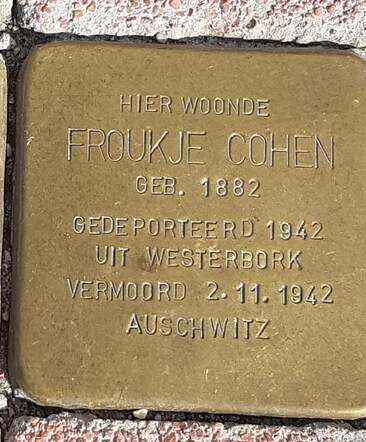 HIER WOONDE
FROUKJE COHEN
GEB. 1882
GEDEPORTEERD 1942
UIT WESTERBORK
VERMOORD 2.11.1942
AUSCHWITZ